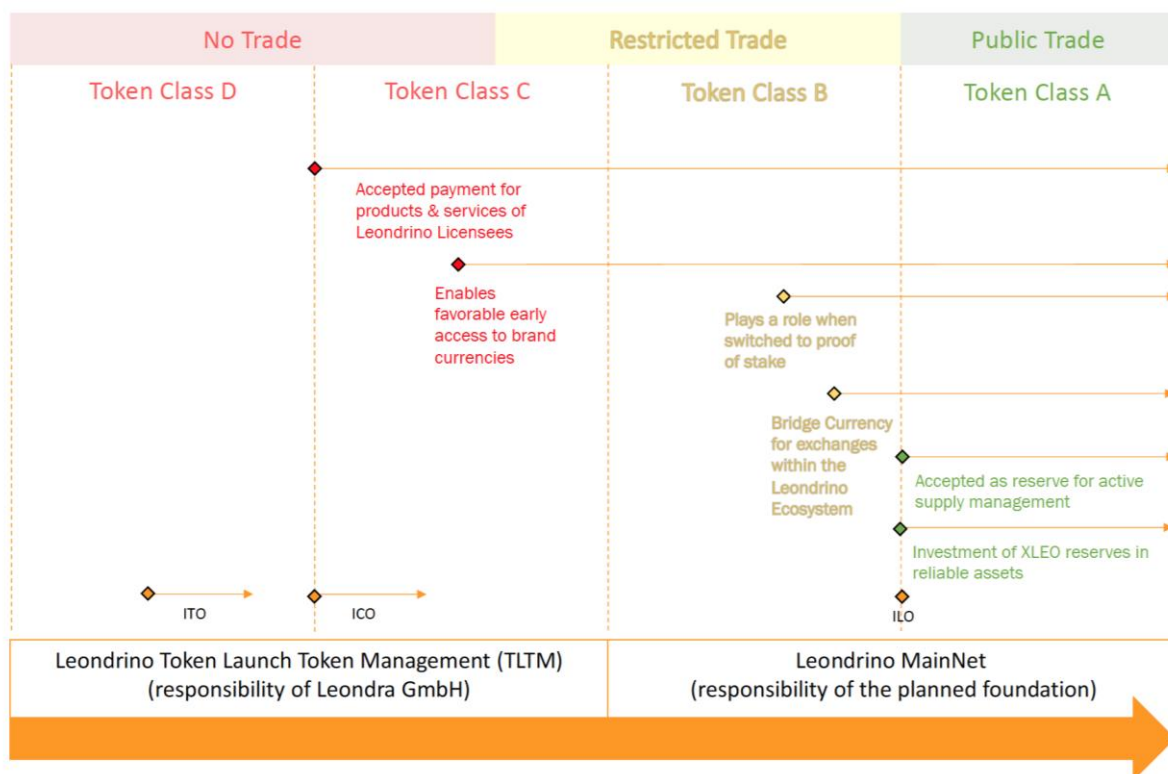 No Trade
Restricted Trade
Public Trade
Token Class D
Token Class C
Token Class B
Token Class A
Accepted payment for
products & services of
Leondrino Licensees
Enables
favorable early
access to brand
currencies
Plays a role when
switched to proof
of stake
Bridge Currency
for exchanges
within the
Leondrino
Ecosystem
Accepted as reserve for active
supply management
Investment of XLEO reserves in
reliable assets
ITO
ICO
ILO
Leondrino Token Launch Token Management (TLTM)
(responsibility of Leondra GmbH)
Leondrino MainNet
(responsibility of the planned foundation)